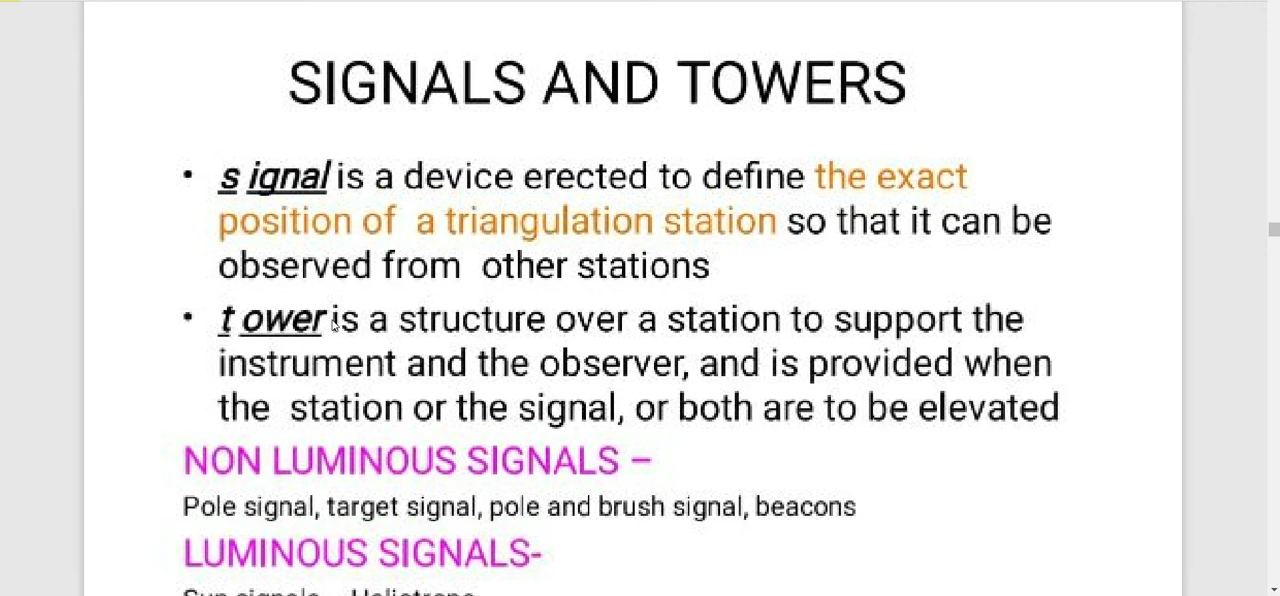 SIGNALS AND TOWERS
• s ignal is a device erected to define the exact
position of a triangulation station so that it can be
observed from other stations
• t ower is a structure over a station to support the
instrument and the observer, and is provided when
the station or the signal, or both are to be elevated
NON LUMINOUS SIGNALS –
Pole signal, target signal, pole and brush signal, beacons
LUMINOUS SIGNALS-